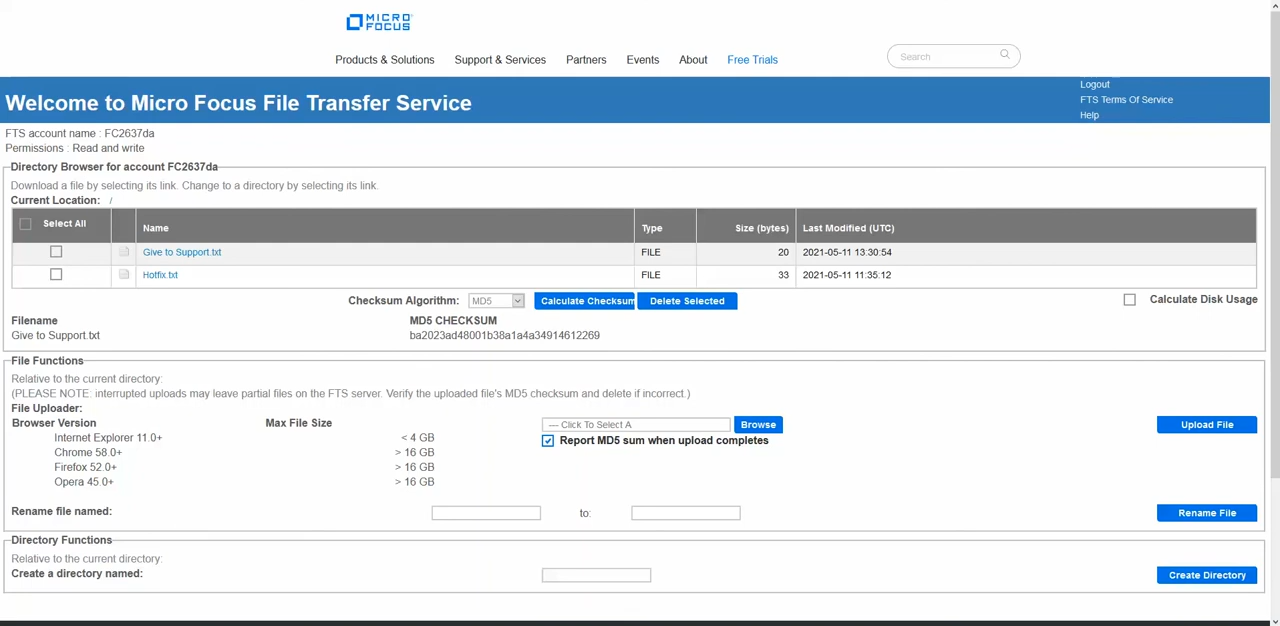 MICRO
FOCUS
Products & Solutions Support & Services Partners Events About Free Trials
Search
Welcome to Micro Focus File Transfer Service
Logout
FTS Terms Of Service
Help
FTS account name : FC2637da
Permissions : Read and write
Directory Browser for account FC2637da
Download a file by selecting its link. Change to a directory by selecting its link.
Current Location: /
Select All Name Type Size (bytes) Last Modified (UTC)
Give to Support.txt FILE 20 2021-05-11 13:30:54
Hotfix.txt FILE 33 2021-05-11 11:35:12
Checksum Algorithm: MD5 Calculate Checksum Delete Selected Calculate Disk Usage
Filename MD5 CHECKSUM
Give to Support.txt ba2023ad48001b38a1a4a34914612269
File Functions
Relative to the current directory:
(PLEASE NOTE: interrupted uploads may leave partial files on the FTS server. Verify the uploaded file's MD5 checksum and delete if incorrect.)
File Uploader:
Browser Version Max File Size — Click To Select A Browse Upload File
Internet Explorer 11.0+ < 4 GB Report MD5 sum when upload completes
Chrome 58.0+ > 16 GB
Firefox 52.0+ > 16 GB
Opera 45.0+ > 16 GB
Rename file named: to: Rename File
Directory Functions
Relative to the current directory:
Create a directory named: Create Directory